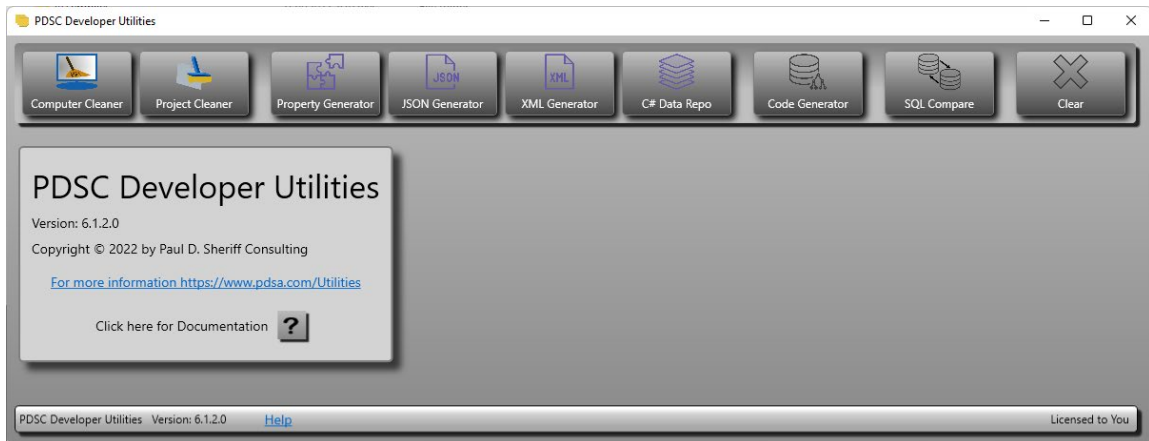 PDSC Developer Utilities
JSON
XML
Computer Cleaner
Project Cleaner
Property Generator
JSON Generator
XML Generator
C# Data Repo
Code Generator
SQL Compare
Clear
PDSC Developer Utilities
Version: 6.1.2.0
Copyright © 2022 by Paul D. Sheriff Consulting
For more information https://www.pdsa.com/Utilities
Click here for Documentation ?
PDSC Developer Utilities Version: 6.1.2.0 Help Licensed to You